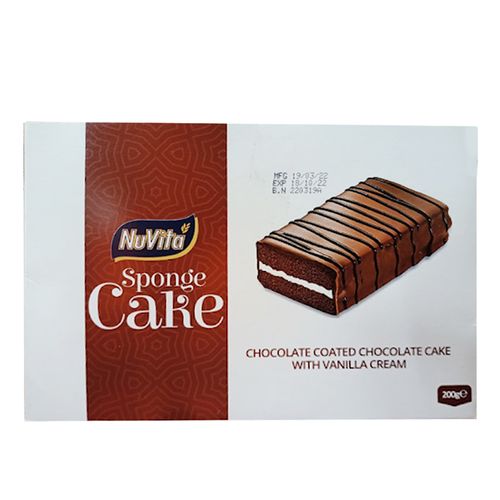 NuVita
Sponge
Cake
MFG 19/03/22
EXP 18/10/22
B.N 220319A
CHOCOLATE COATED CHOCOLATE CAKE
WITH VANILLA CREAM
200g℮